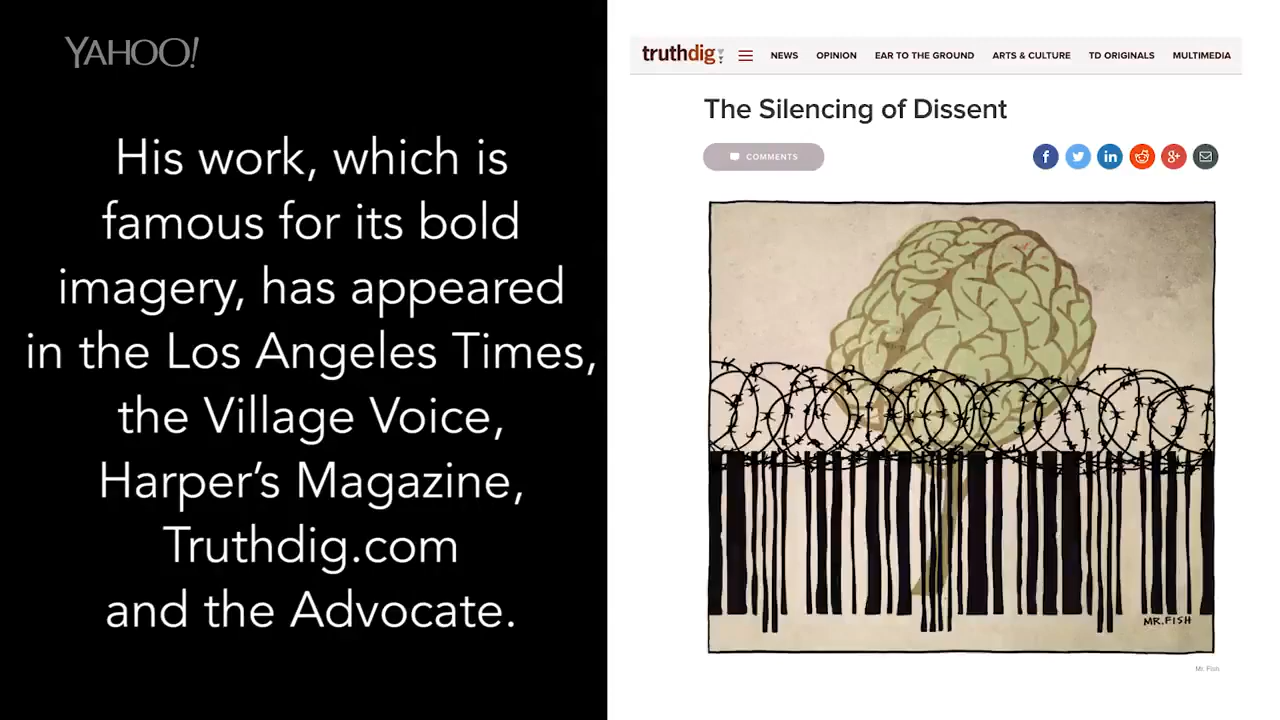 YAHOO!
His work, which is
famous for its bold
imagery, has appeared
in the Los Angeles Times,
the Village Voice,
Harper’s Magazine,
Truthdig.com
and the Advocate.
truthdig NEWS OPINION EAR TO THE GROUND ARTS & CULTURE TD ORIGINALS MULTIMEDIA
The Silencing of Dissent
COMMENTS
MR.FISH
Mr. Fish